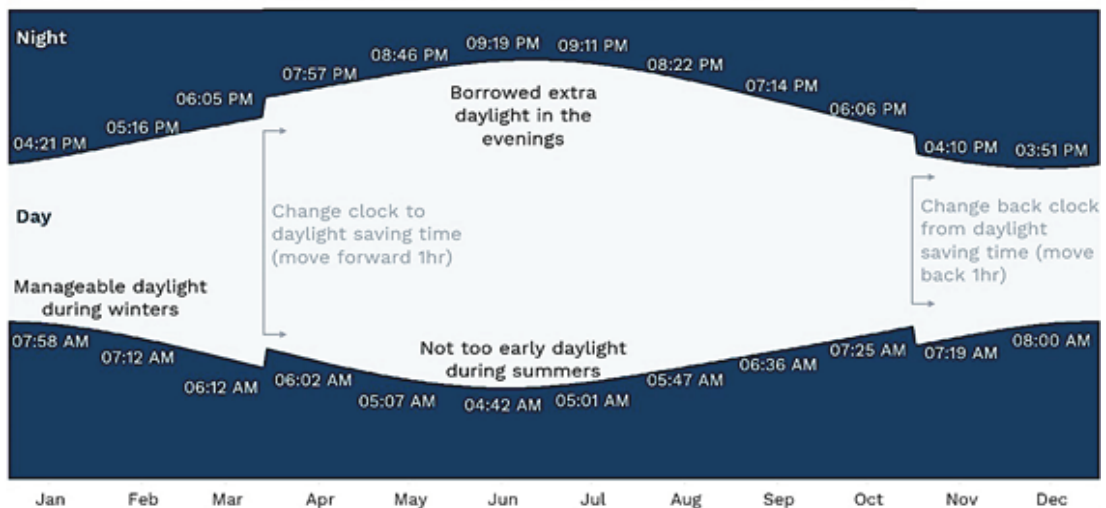 Night
04:21 PM
05:16 PM
06:05 PM
07:57 PM
08:46 PM
09:19 PM
09:11 PM
08:22 PM
07:14 PM
06:06 PM
04:10 PM
03:51 PM
Borrowed extra
daylight in the
evenings
Day
Change clock to
daylight saving time
(move forward 1hr)
Change back clock
from daylight
saving time (move
back 1hr)
Manageable daylight
during winters
Not too early daylight
during summers
07:58 AM
07:12 AM
06:12 AM
06:02 AM
05:07 AM
04:42 AM
05:01 AM
05:47 AM
06:36 AM
07:25 AM
07:19 AM
08:00 AM
Jan
Feb
Mar
Apr
May
Jun
Jul
Aug
Sep
Oct
Nov
Dec